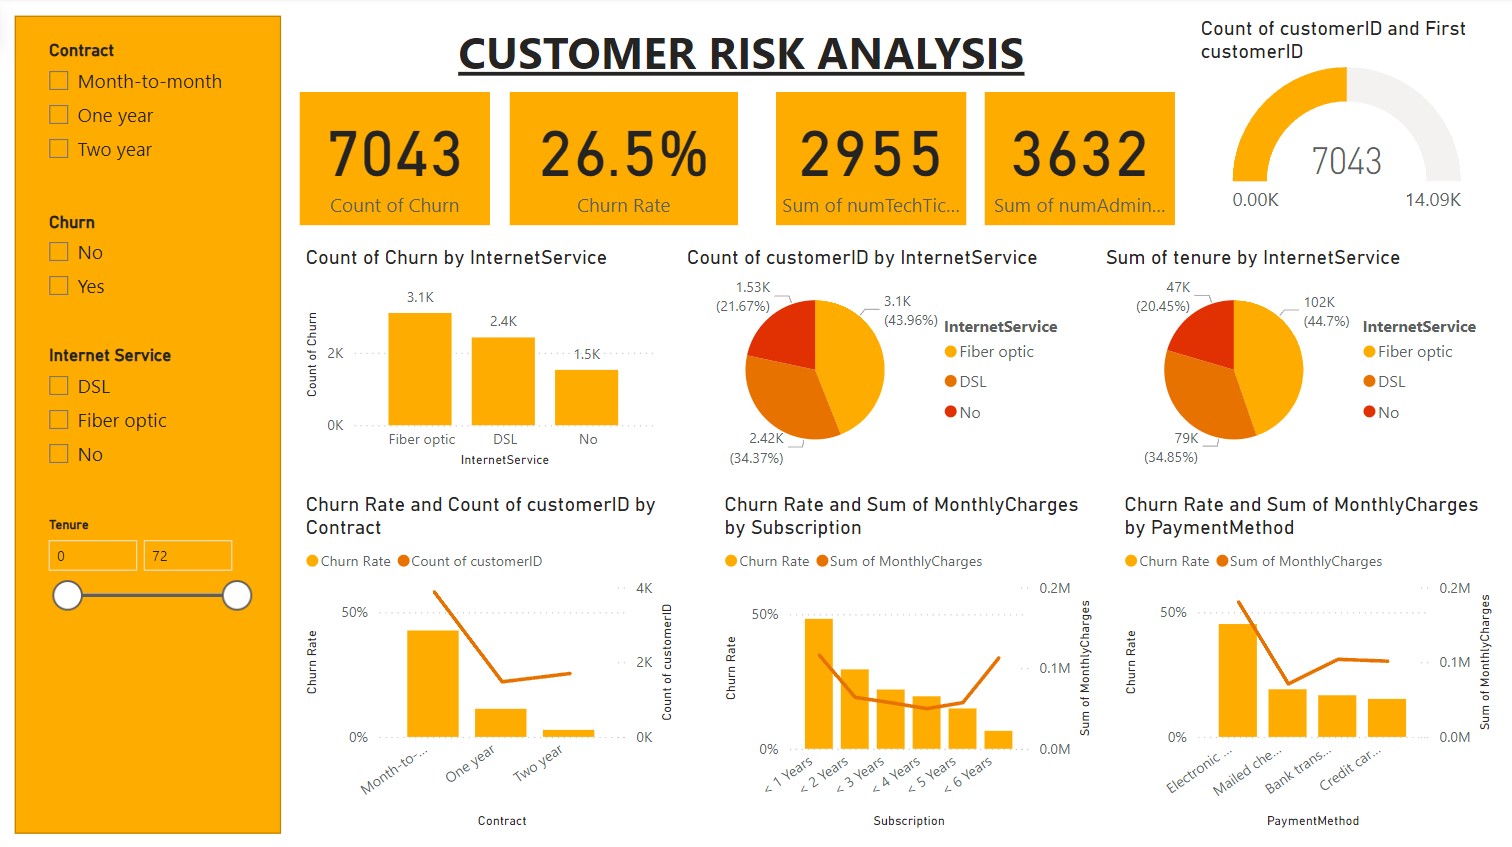 Contract
Month-to-month
One year
Two year
Churn
No
Yes
Internet Service
DSL
Fiber optic
No
Tenure
0
72
CUSTOMER RISK ANALYSIS
7043
Count of Churn
26.5%
Churn Rate
2955
Sum of numTechTic...
3632
Sum of numAdmin...
Count of customerID and First
customerID
7043
0.00K
14.09K
Count of Churn by InternetService
Count of Churn
2K
0K
3.1K
2.4K
1.5K
Fiber optic
DSL
No
InternetService
Count of customerID by InternetService
1.53K
(21.67%)
3.1K
(43.96%)
2.42K
(34.37%)
InternetService
Fiber optic
DSL
No
Sum of tenure by InternetService
47K
(20.45%)
102K
(44.7%)
79K
(34.85%)
InternetService
Fiber optic
DSL
No
Churn Rate and Count of customerID by
Contract
Churn Rate
Count of customerID
Churn Rate
50%
0%
4K
2K
0K
Count of customerID
Month-to-...
One year
Two year
Contract
Churn Rate and Sum of MonthlyCharges
by Subscription
Churn Rate
Sum of MonthlyCharges
Churn Rate
50%
0%
0.2M
0.1M
0.0M
Sum of MonthlyCharges
< 1 Years
< 2 Years
< 3 Years
< 4 Years
< 5 Years
< 6 Years
Subscription
Churn Rate and Sum of MonthlyCharges
by PaymentMethod
Churn Rate
Sum of MonthlyCharges
Churn Rate
50%
0%
0.2M
0.1M
0.0M
Sum of MonthlyCharges
Electronic ...
Mailed che...
Bank trans...
Credit car...
PaymentMethod